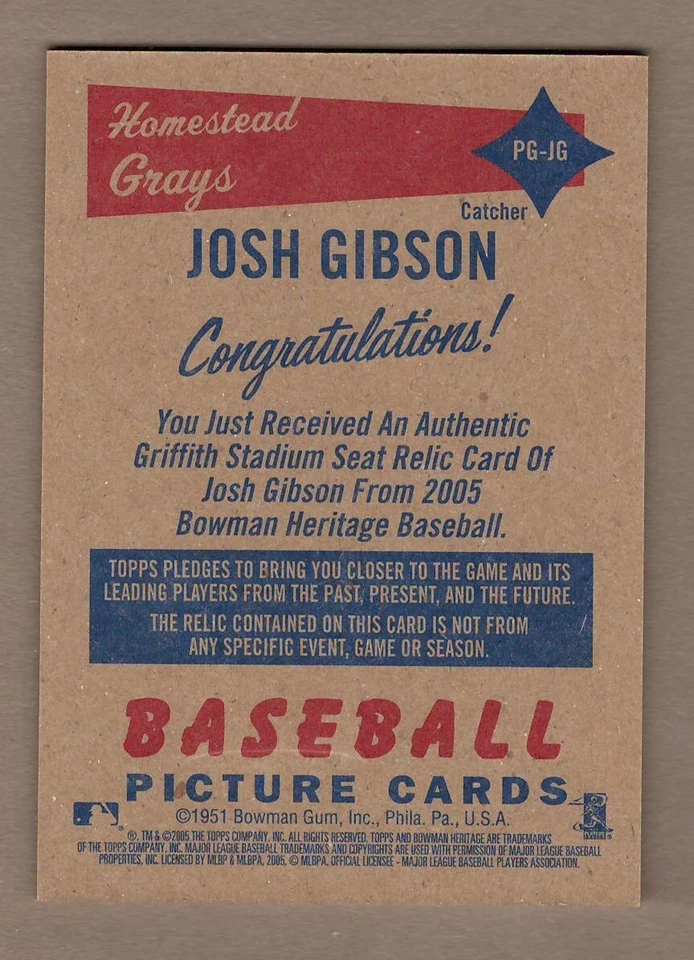 Homestead
Grays
PG-JG
Catcher
JOSH GIBSON
Congratulations!
You Just Received An Authentic
Griffith Stadium Seat Relic Card Of
Josh Gibson From 2005
Bowman Heritage Baseball.
TOPPS PLEDGES TO BRING YOU CLOSER TO THE GAME AND ITS
LEADING PLAYERS FROM THE PAST, PRESENT, AND THE FUTURE.
THE RELIC CONTAINED ON THIS CARD IS NOT FROM
ANY SPECIFIC EVENT, GAME OR SEASON.
BASEBALL
PICTURE CARDS
©1951 Bowman Gum, Inc., Phila. Pa., U.S.A.
®, TM & ©2005 THE TOPPS COMPANY, INC. ALL RIGHTS RESERVED. TOPPS AND BOWMAN HERITAGE ARE TRADEMARKS
OF THE TOPPS COMPANY, INC. MAJOR LEAGUE BASEBALL TRADEMARKS AND COPYRIGHTS ARE USED WITH PERMISSION OF MAJOR LEAGUE BASEBALL
PROPERTIES, INC. LICENSED BY MLBP & MLBPA, 2005. © MLBPA. OFFICIAL LICENSEE - MAJOR LEAGUE BASEBALL PLAYERS ASSOCIATION.